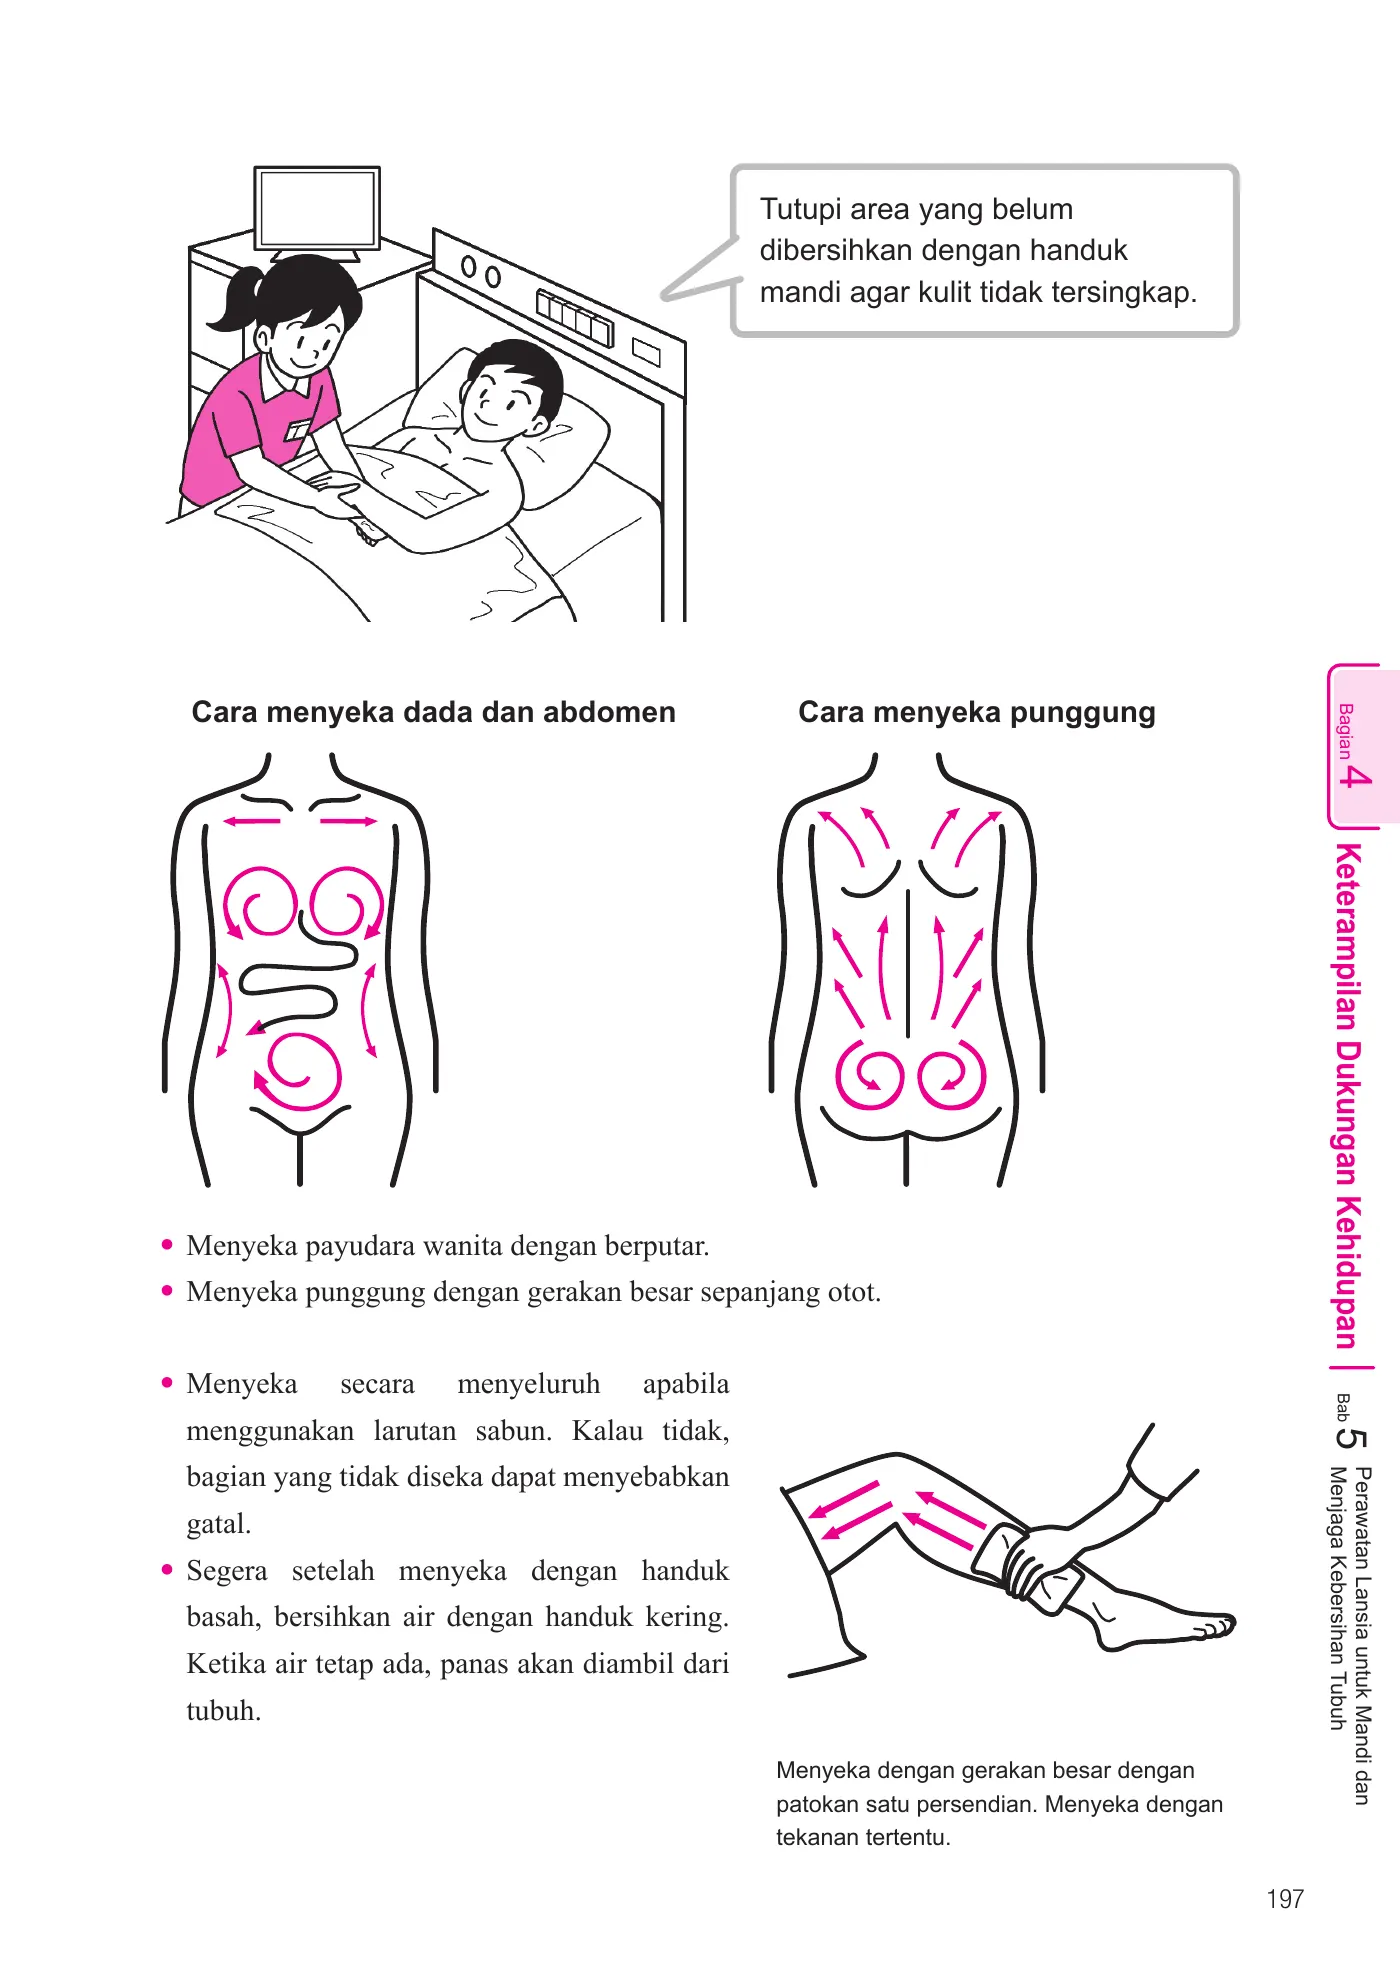 Tutupi area yang belum
dibersihkan dengan handuk
mandi agar kulit tidak tersingkap.
Cara menyeka dada dan abdomen
Cara menyeka punggung
• Menyeka payudara wanita dengan berputar.
• Menyeka punggung dengan gerakan besar sepanjang otot.
• Menyeka secara menyeluruh apabila
menggunakan larutan sabun. Kalau tidak,
bagian yang tidak diseka dapat menyebabkan
gatal.
• Segera setelah menyeka dengan handuk
basah, bersihkan air dengan handuk kering.
Ketika air tetap ada, panas akan diambil dari
tubuh.
Menyeka dengan gerakan besar dengan
patokan satu persendian. Menyeka dengan
tekanan tertentu.
Bagian 4
Keterampilan Dukungan Kehidupan
Bab 5
Perawatan Lansia untuk Mandi dan
Menjaga Kebersihan Tubuh
197